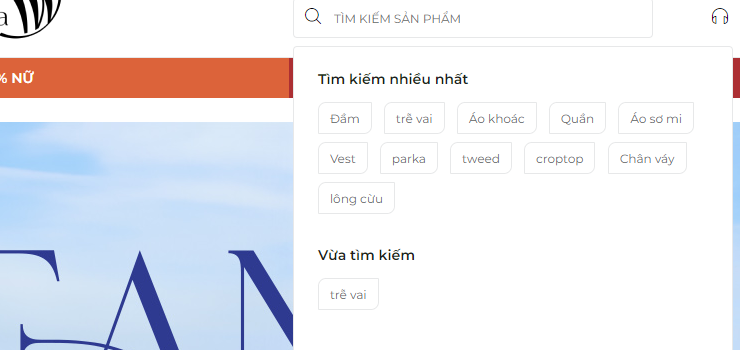 a
TÌM KIẾM SẢN PHẨM
% NỮ
Tìm kiếm nhiều nhất
Đầm trễ vai Áo khoác Quần Áo sơ mi
Vest parka tweed croptop Chân váy
lông cừu
Vừa tìm kiếm
trễ vai